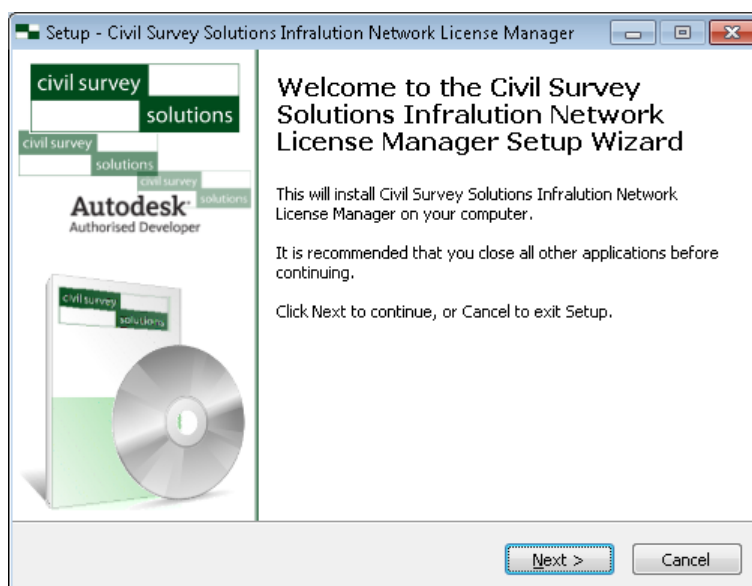 Setup - Civil Survey Solutions Infralution Network License Manager
civil survey
solutions
civil survey
solutions
civil survey
solutions
Autodesk
Authorised Developer
civil survey
solutions
Welcome to the Civil Survey
Solutions Infralution Network
License Manager Setup Wizard
This will install Civil Survey Solutions Infralution Network
License Manager on your computer.
It is recommended that you close all other applications before
continuing.
Click Next to continue, or Cancel to exit Setup.
Next >
Cancel